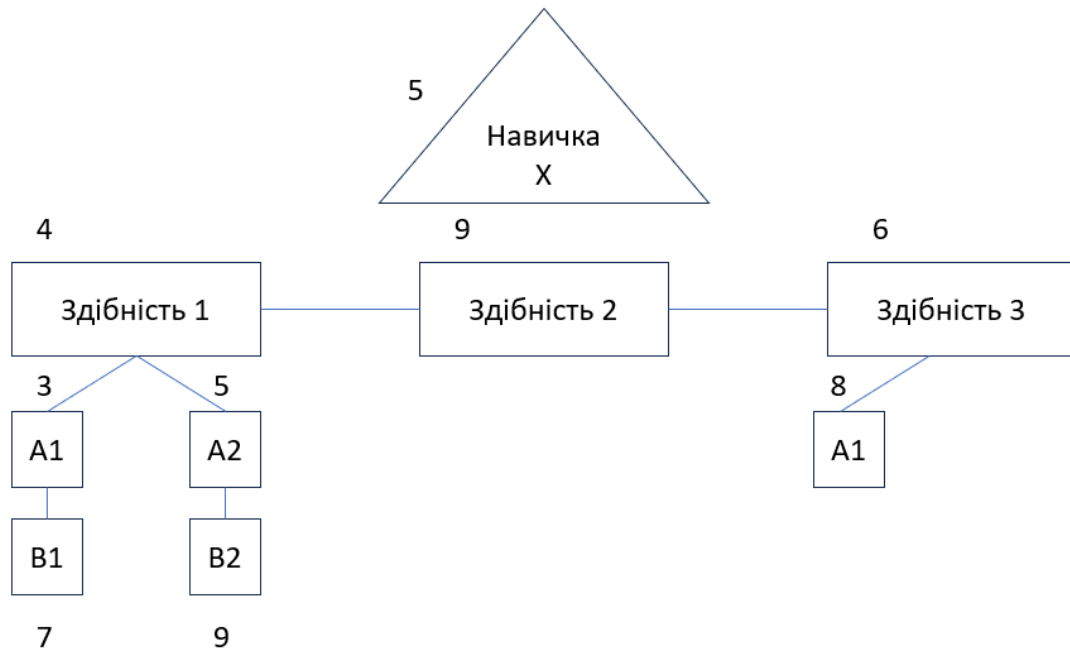 5
Навичка
X
4
9
6
Здібність 1
Здібність 2
Здібність 3
3
5
8
A1
A2
A1
B1
B2
7
9